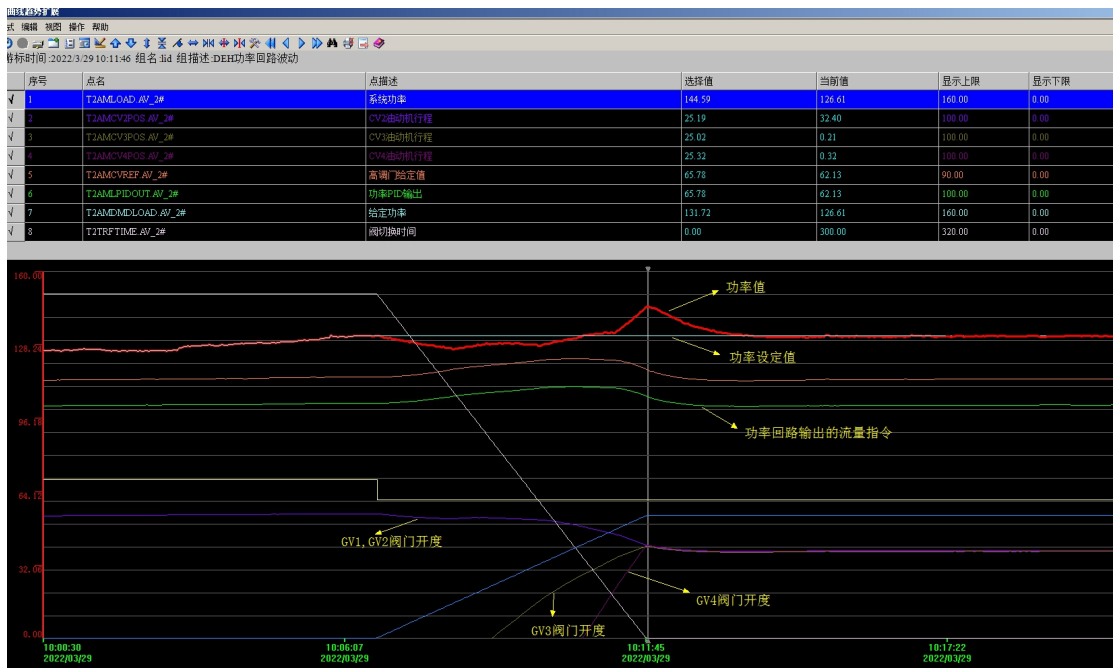 曲线趋势扩展
式 编辑 视图 操作 帮助
游标时间:2022/3/29 10:11:46 组名:lid 组描述:DEH功率回路波动
序号 点名 点描述 选择值 当前值 显示上限 显示下限
√ 1 T2AMLOAD.AV_2# 系统功率 144.59 126.61 160.00 0.00
√ 2 T2AMCV2POS.AV_2# CV2油动机行程 25.19 32.40 100.00 0.00
√ 3 T2AMCV3POS.AV_2# CV3油动机行程 25.02 0.21 100.00 0.00
√ 4 T2AMCV4POS.AV_2# CV4油动机行程 25.32 0.32 100.00 0.00
√ 5 T2AMCVREF.AV_2# 高调门给定值 65.78 62.13 90.00 0.00
√ 6 T2AMLPIDOUT.AV_2# 功率PID输出 65.78 62.13 100.00 0.00
√ 7 T2AMDMDLOAD.AV_2# 给定功率 131.72 126.61 160.00 0.00
√ 8 T2TRFTIME.AV_2# 阀切换时间 0.00 300.00 320.00 0.00
160.00
功率值
128.24
功率设定值
96.18
功率回路输出的流量指令
64.12
GV1,GV2阀门开度
32.06
GV4阀门开度
GV3阀门开度
0.00
10:00:30 10:06:07 10:11:45 10:17:22
2022/03/29 2022/03/29 2022/03/29 2022/03/29